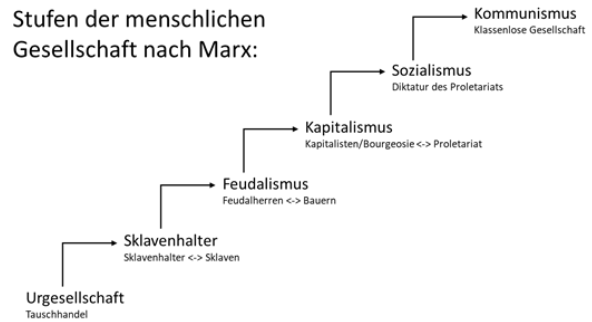 Stufen der menschlichen
Gesellschaft nach Marx:
Kommunismus
Klassenlose Gesellschaft
Sozialismus
Diktatur des Proletariats
Kapitalismus
Kapitalisten/Bourgeosie <-> Proletariat
Feudalismus
Feudalherren <-> Bauern
Sklavenhalter
Sklavenhalter <-> Sklaven
Urgesellschaft
Tauschhandel